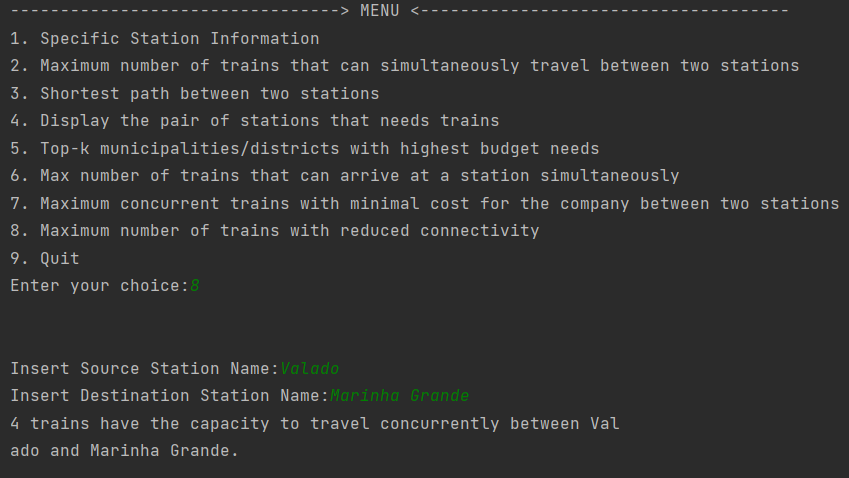 ---------------------------------> MENU <-------------------------------------
1. Specific Station Information
2. Maximum number of trains that can simultaneously travel between two stations
3. Shortest path between two stations
4. Display the pair of stations that needs trains
5. Top-k municipalities/districts with highest budget needs
6. Max number of trains that can arrive at a station simultaneously
7. Maximum concurrent trains with minimal cost for the company between two stations
8. Maximum number of trains with reduced connectivity
9. Quit
Enter your choice:8
Insert Source Station Name:Valado
Insert Destination Station Name:Marinha Grande
4 trains have the capacity to travel concurrently between Val
ado and Marinha Grande.